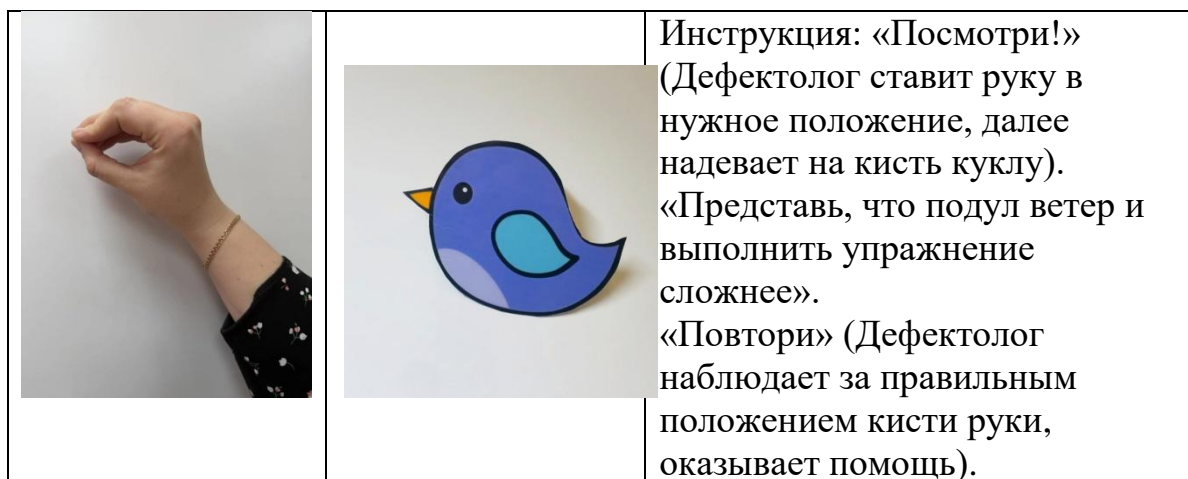 Инструкция: «Посмотри!»
(Дефектолог ставит руку в
нужное положение, далее
надевает на кисть куклу).
«Представь, что подул ветер и
выполнить упражнение
сложнее».
«Повтори» (Дефектолог
наблюдает за правильным
положением кисти руки,
оказывает помощь).